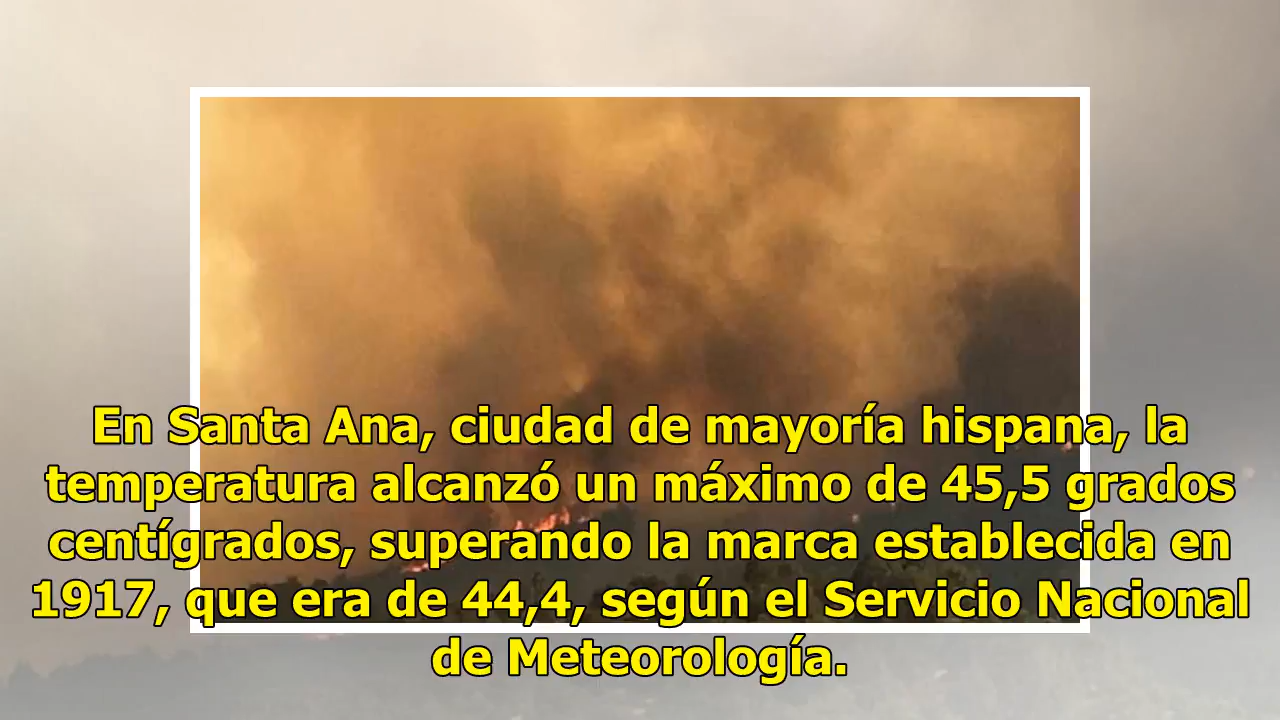 En Santa Ana, ciudad de mayoría hispana, la
temperatura alcanzó un máximo de 45,5 grados
centígrados, superando la marca establecida en
1917, que era de 44,4, según el Servicio Nacional
de Meteorología.